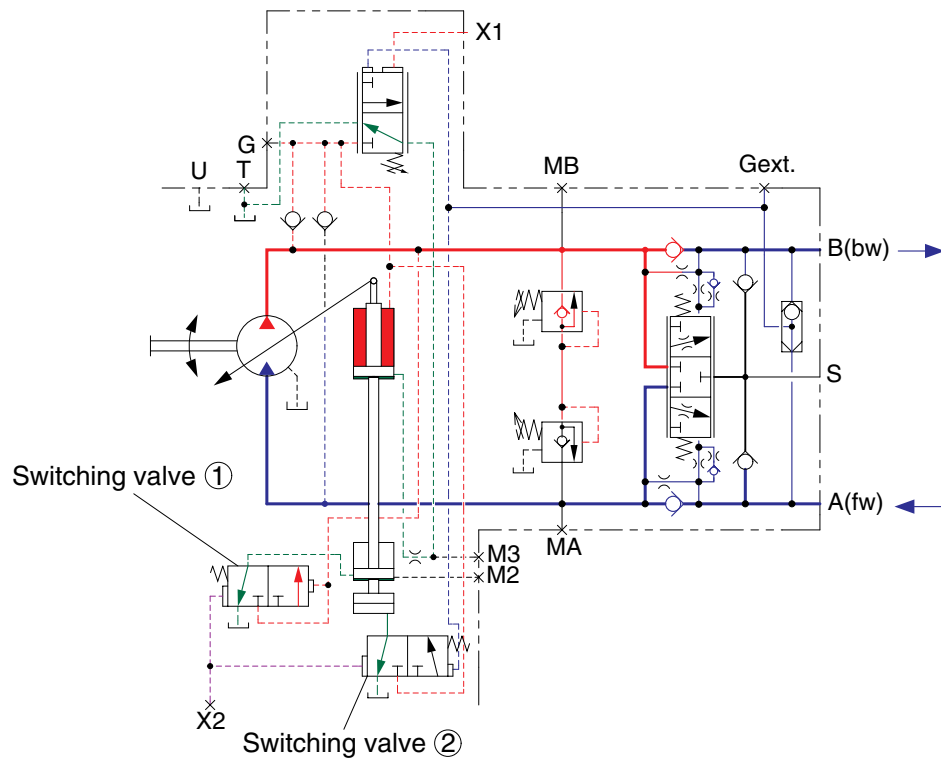 X1
G
U
T
MB
Gext.
B(bw)
S
Switching valve ①
A(fw)
MA
M3
M2
X2
Switching valve ②